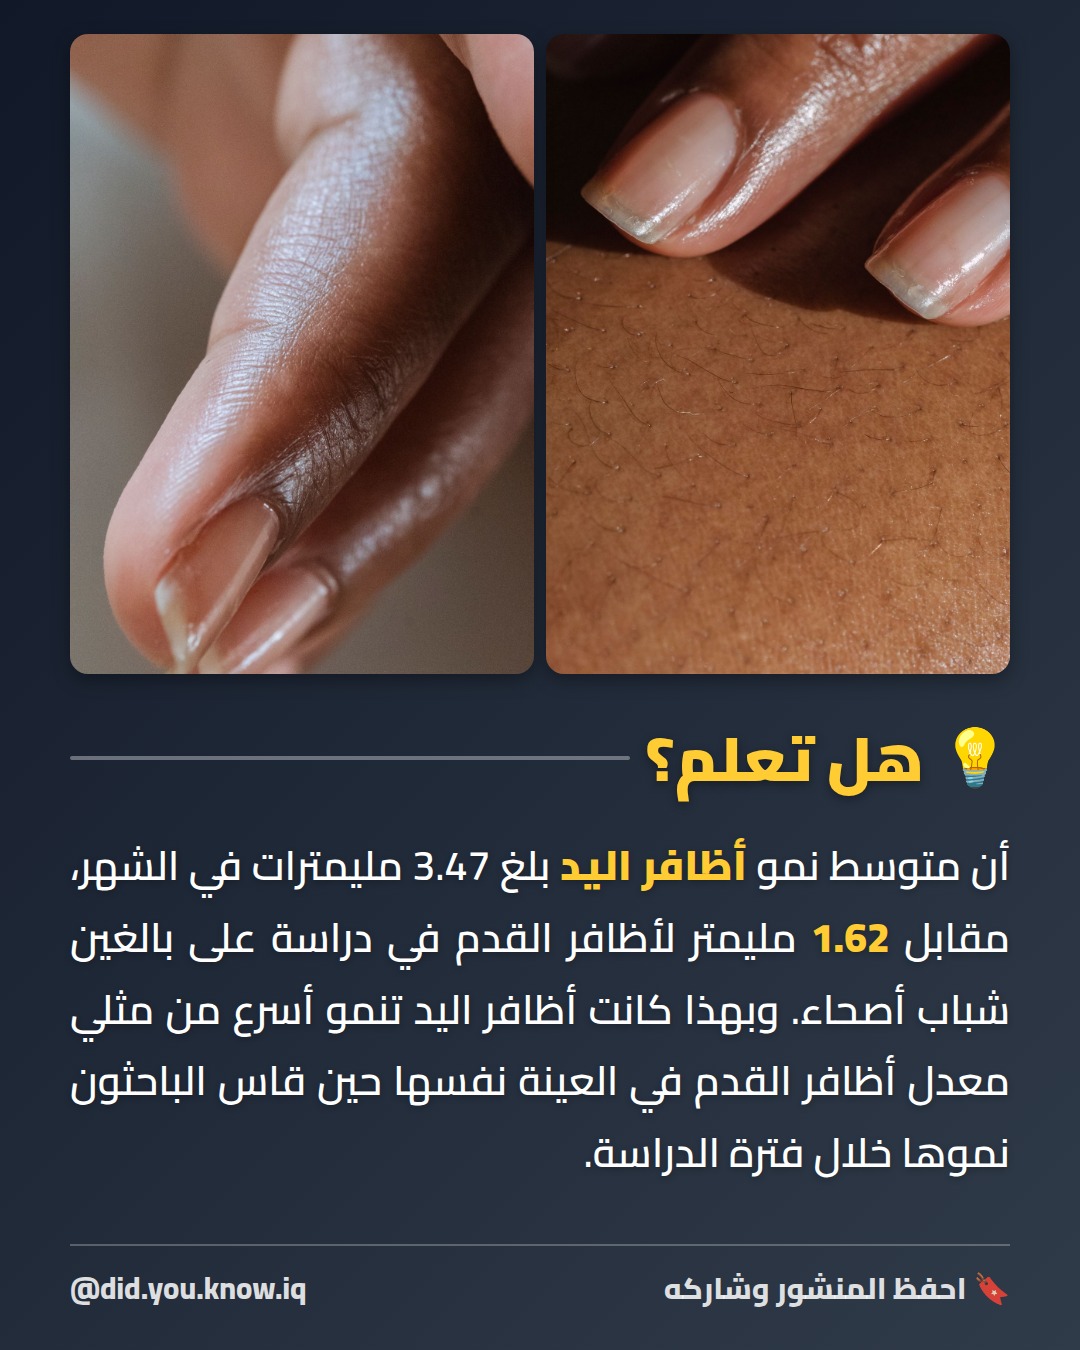 💡 هل تعلم؟
أن متوسط نمو أظافر اليد بلغ 3.47 مليمترات في الشهر،
مقابل 1.62 مليمتر لأظافر القدم في دراسة على بالغين
شباب أصحاء. وبهذا كانت أظافر اليد تنمو أسرع من مثلي
معدل أظافر القدم في العينة نفسها حين قاس الباحثون
نموها خلال فترة الدراسة.
🔖 احفظ المنشور وشاركه
@did.you.know.iq